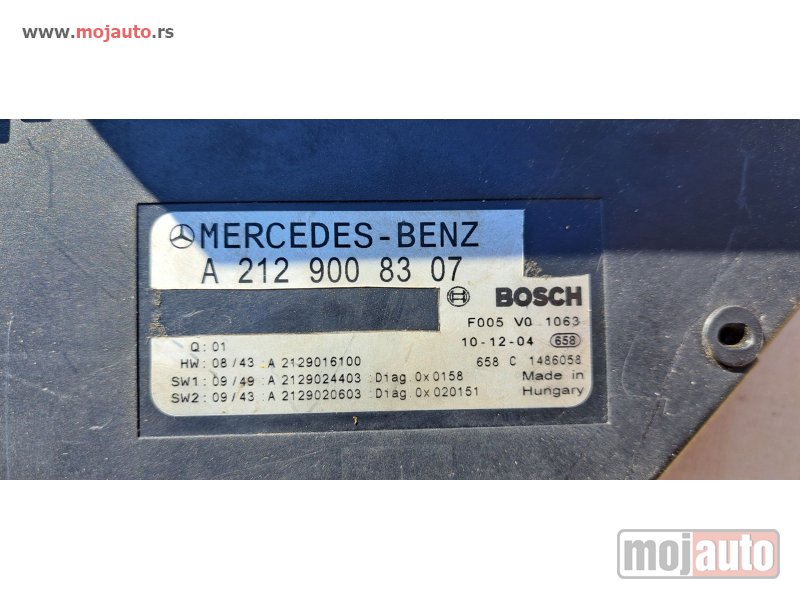 www.mojauto.rs
MERCEDES-BENZ
A 212 900 83 07
BOSCH
F005 V0 1063
Q: 01
10-12-04 658
HW: 08/43 :A 2129016100
658 C 1486058
SW1: 09/49 :A 2129024403 :Diag.0x0158
Made in
SW2: 09/43 :A 2129020603 :Diag.0x020151
Hungary
mojauto